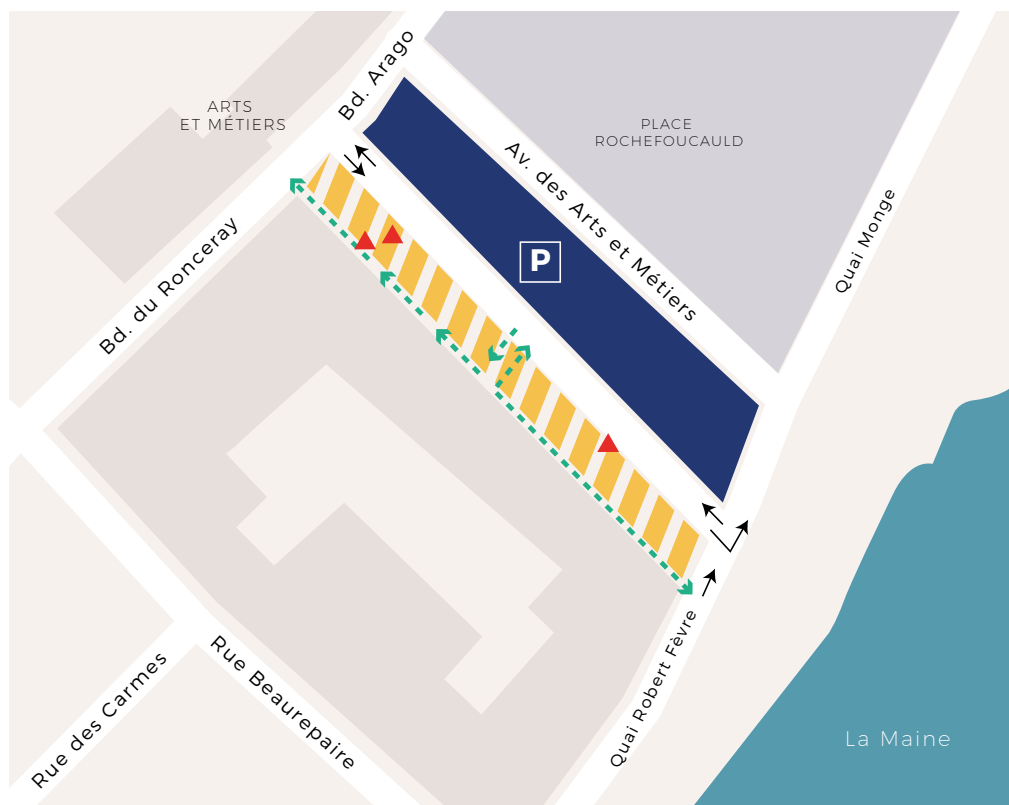 Bd. Arago
ARTS
ET MÉTIERS
PLACE
ROCHEFOUCAULD
Av. des Arts et Métiers
Quai Monge
Bd. du Ronceray
P
Quai Robert Fèvre
Rue Beaurepaire
Rue des Carmes
La Maine